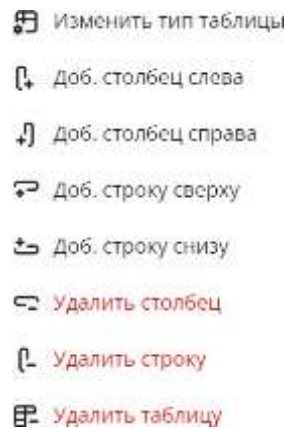 Изменить тип таблицы
Доб. столбец слева
Доб. столбец справа
Доб. строку сверху
Доб. строку снизу
Удалить столбец
Удалить строку
Удалить таблицу